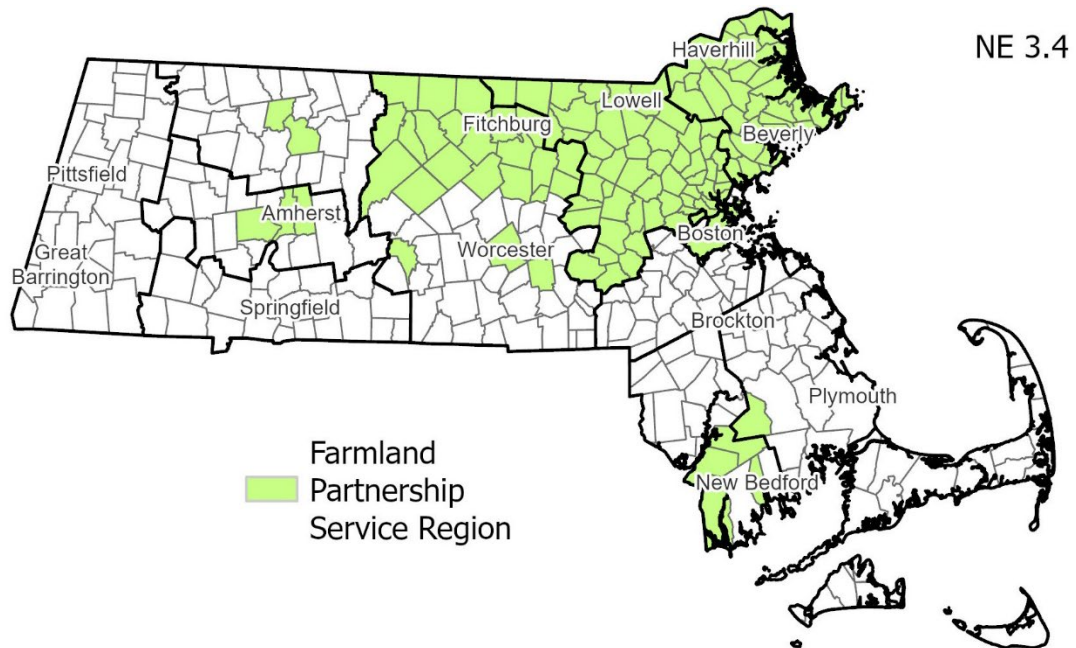 NE 3.4
Haverhill
Lowell
Fitchburg
Beverly
Pittsfield
Amherst
Boston
Worcester
Great
Barrington
Springfield
Brockton
Plymouth
New Bedford
Farmland
Partnership
Service Region